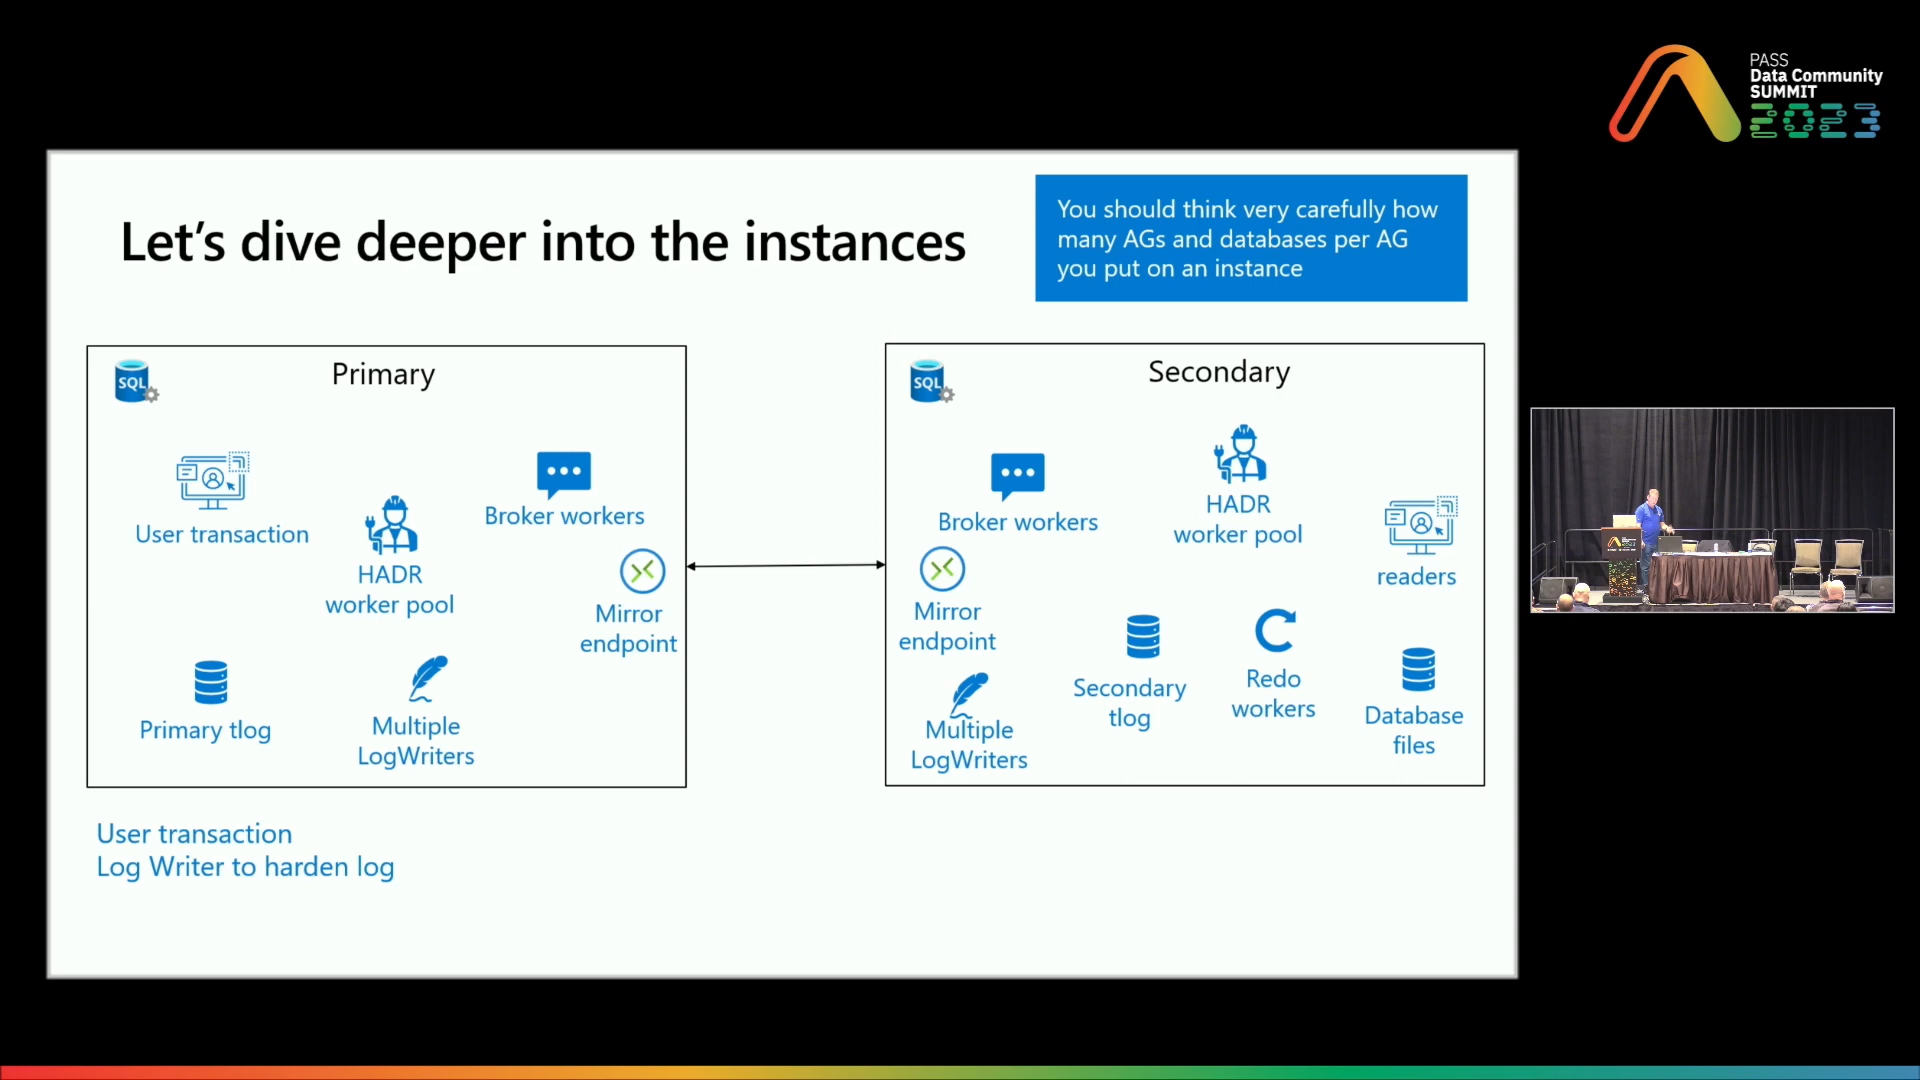 PASS
Data Community
SUMMIT
2023
Let's dive deeper into the instances
You should think very carefully how
many AGs and databases per AG
you put on an instance
SQL
Primary
User transaction
HADR
worker pool
Broker workers
Mirror
endpoint
Primary tlog
Multiple
LogWriters
SQL
Secondary
Broker workers
HADR
worker pool
readers
Mirror
endpoint
Secondary
tlog
Redo
workers
Database
files
Multiple
LogWriters
User transaction
Log Writer to harden log